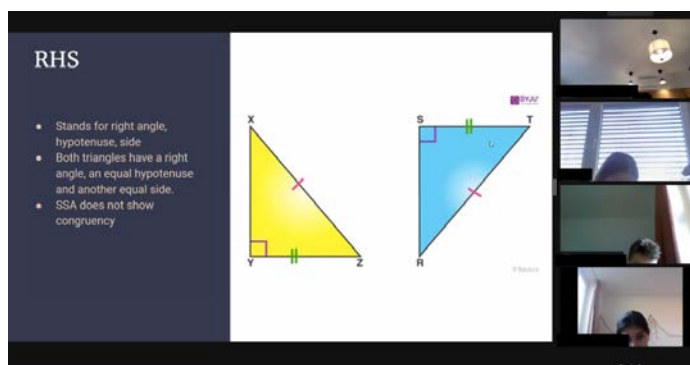 RHS
Stands for right angle,
hypotenuse, side
Both triangles have a right
angle, an equal hypotenuse
and another equal side.
SSA does not show
congruency
X
S
T
Y
Z
R